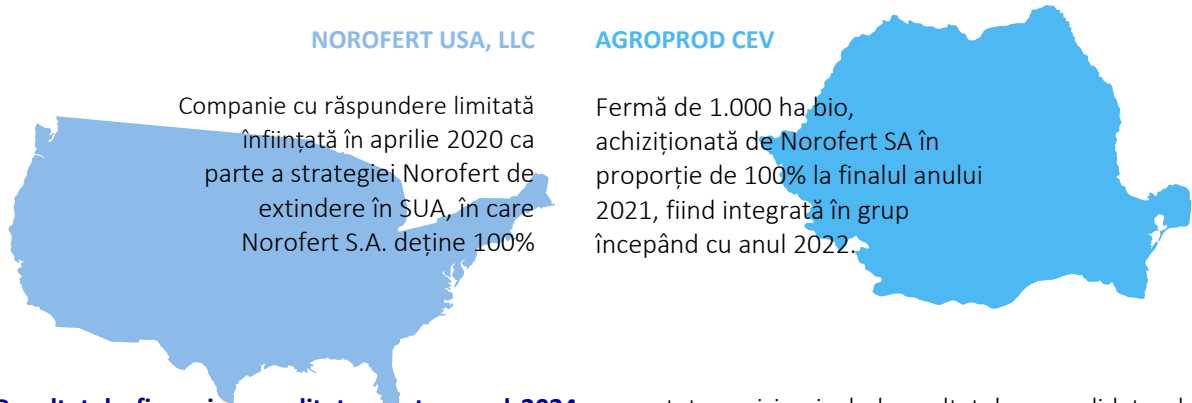 NOROFERT USA, LLC
Companie cu răspundere limitată
înființată în aprilie 2020 ca
parte a strategiei Norofert de
extindere în SUA, în care
Norofert S.A. deține 100%
AGROPROD CEV
Fermă de 1.000 ha bio,
achiziționată de Norofert SA în
proporție de 100% la finalul anului
2021, fiind integrată în grup
începând cu anul 2022.